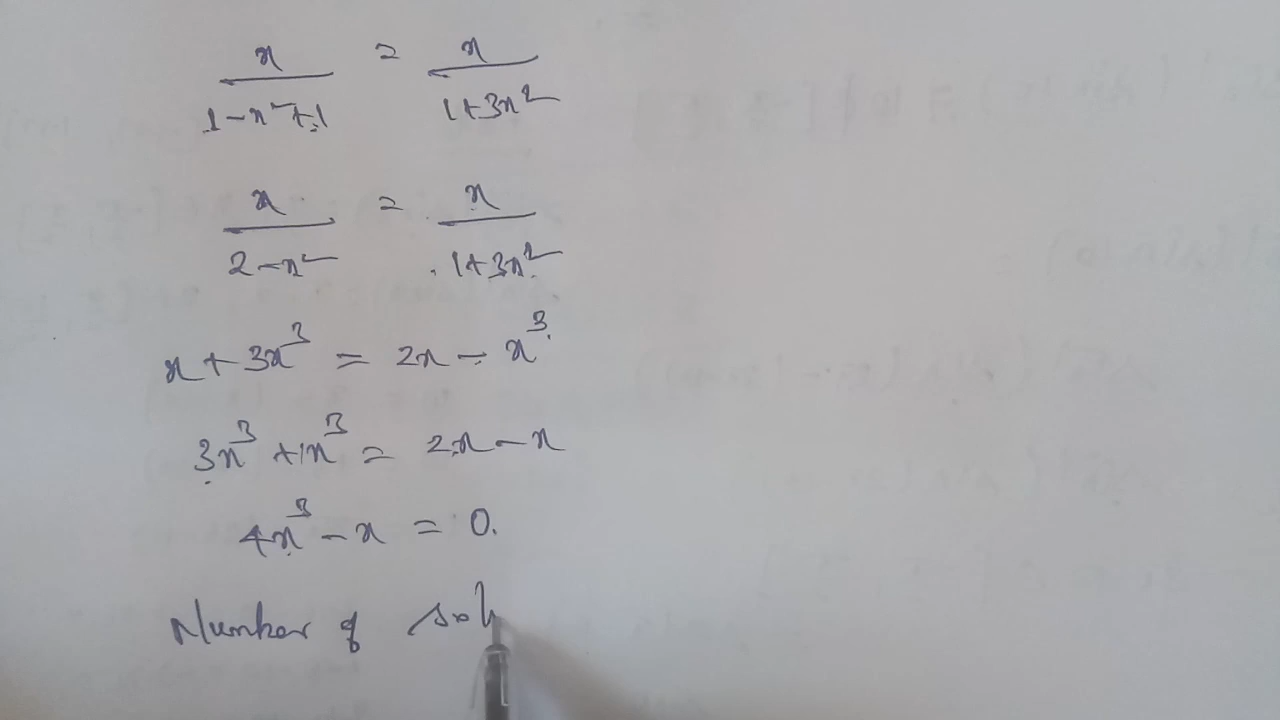 x/(1-x²+1) = x/(1+3x²)
x/(2-x²) = x/(1+3x²)
x+3x³ = 2x-x³
3x³+1x³ = 2x-x
4x³-x = 0.
Number of sol